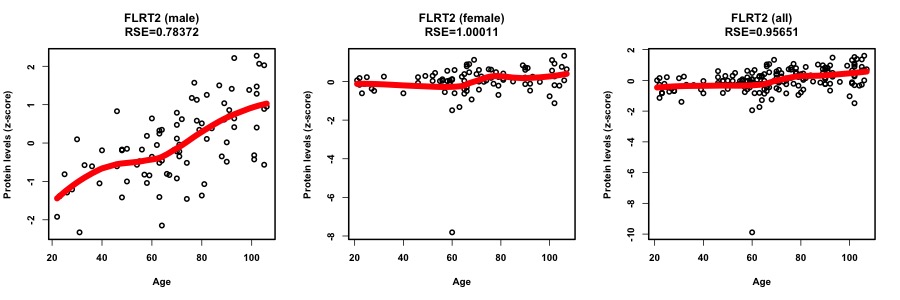 FLRT2 (male)
RSE=0.78372
Protein levels (z-score)
2
1
0
-1
-2
20 40 60 80 100
Age
FLRT2 (female)
RSE=1.00011
Protein levels (z-score)
0
-2
-4
-6
-8
20 40 60 80 100
Age
FLRT2 (all)
RSE=0.95651
Protein levels (z-score)
2
0
-2
-4
-6
-8
-10
20 40 60 80 100
Age